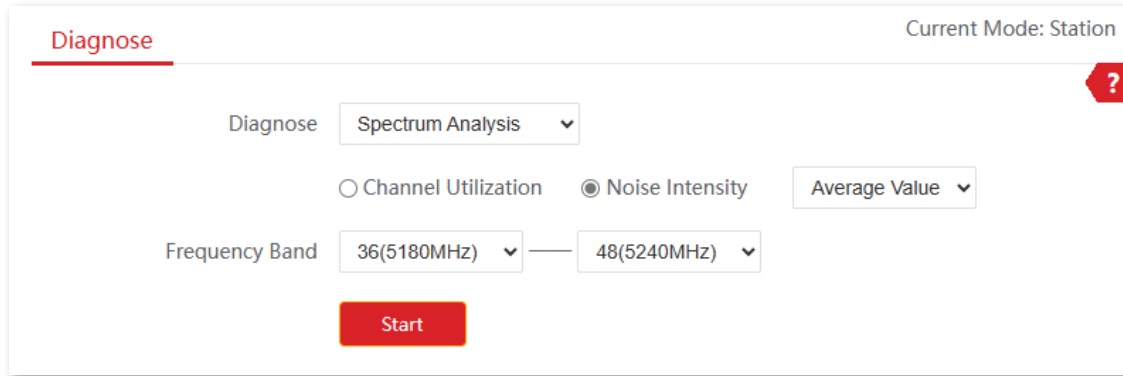 Current Mode: Station
Diagnose
?
Diagnose Spectrum Analysis
Channel Utilization Noise Intensity Average Value
Frequency Band 36(5180MHz) 48(5240MHz)
Start